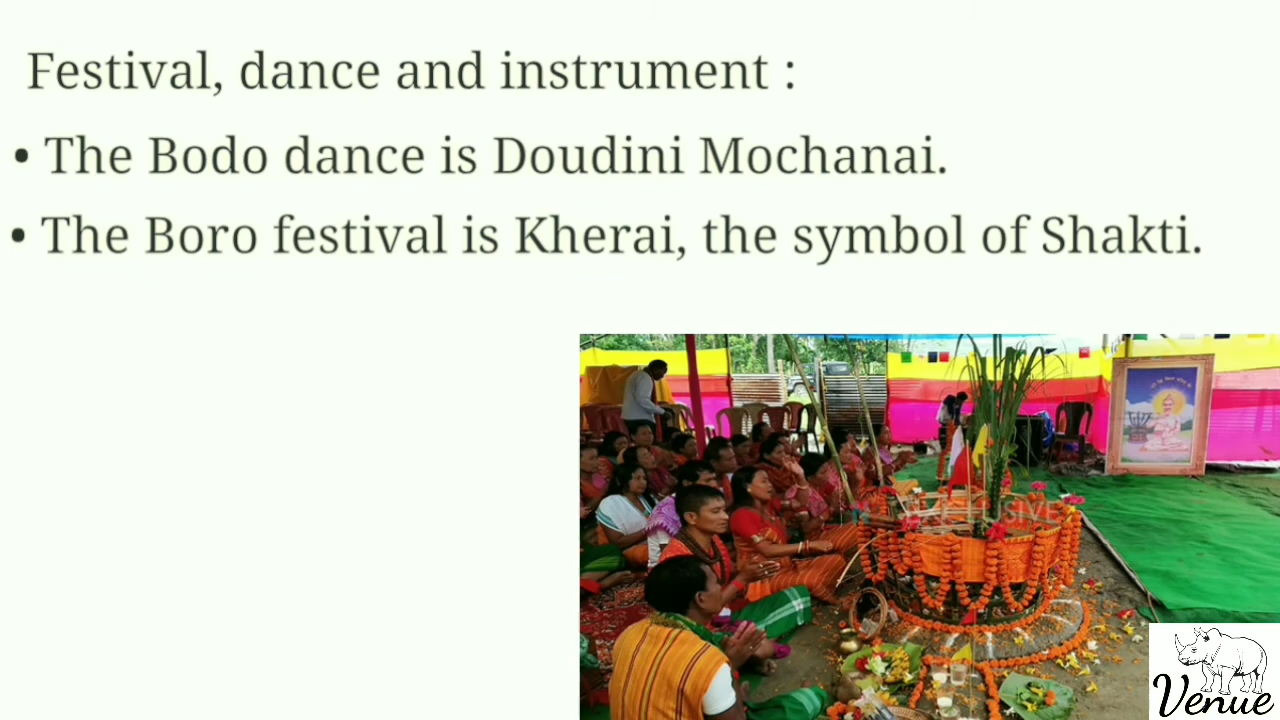 Festival, dance and instrument :
• The Bodo dance is Doudini Mochanai.
• The Boro festival is Kherai, the symbol of Shakti.
Venue